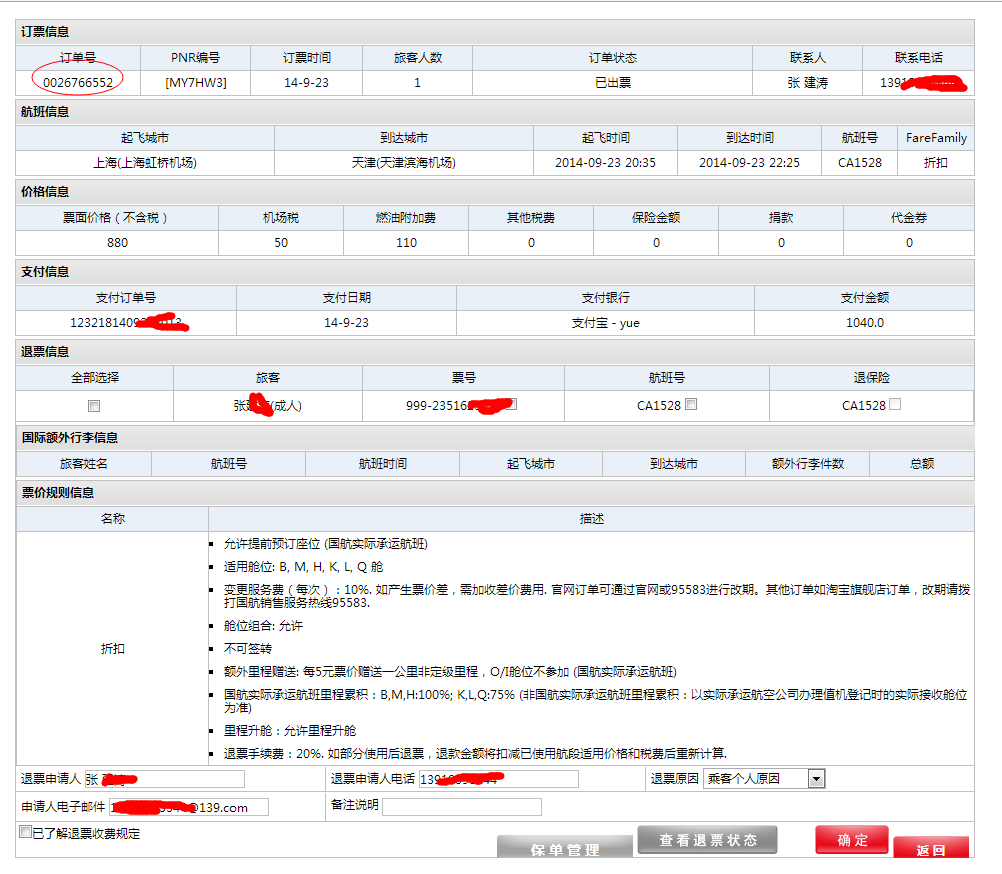 订票信息
订单号 PNR编号 订票时间 旅客人数 订单状态 联系人 联系电话
0026766552 [MY7HW3] 14-9-23 1 已出票 张 建涛 1391
航班信息
起飞城市 到达城市 起飞时间 到达时间 航班号 FareFamily
上海(上海虹桥机场) 天津(天津滨海机场) 2014-09-23 20:35 2014-09-23 22:25 CA1528 折扣
价格信息
票面价格（不含税） 机场税 燃油附加费 其他税费 保险金额 捐款 代金券
880 50 110 0 0 0 0
支付信息
支付订单号 支付日期 支付银行 支付金额
123218140 14-9-23 支付宝 - yue 1040.0
退票信息
全部选择 旅客 票号 航班号 退保险
张 (成人) 999-23516 CA1528 CA1528
国际额外行李信息
旅客姓名 航班号 航班时间 起飞城市 到达城市 额外行李件数 总额
票价规则信息
名称 描述
折扣
允许提前预订座位 (国航实际承运航班)
适用舱位: B, M, H, K, L, Q 舱
变更服务费（每次）: 10%. 如产生票价差，需加收差价费用. 官网订单可通过官网或95583进行改期。其他订单如淘宝旗舰店订单，改期请拨
打国航销售服务热线95583.
舱位组合: 允许
不可签转
额外里程赠送: 每5元票价赠送一公里非定级里程，O/I舱位不参加 (国航实际承运航班)
国航实际承运航班里程累积：B,M,H:100%; K,L,Q:75% (非国航实际承运航班里程累积：以实际承运航空公司办理值机登记时的实际接收舱位
为准)
里程升舱：允许里程升舱
退票手续费：20%. 如部分使用后退票，退款金额将扣减已使用航段适用价格和税费后重新计算.
退票申请人 张 退票申请人电话 1391 退票原因 乘客个人原因
申请人电子邮件 @139.com 备注说明
已了解退票收费规定
保单管理 查看退票状态 确定 返回